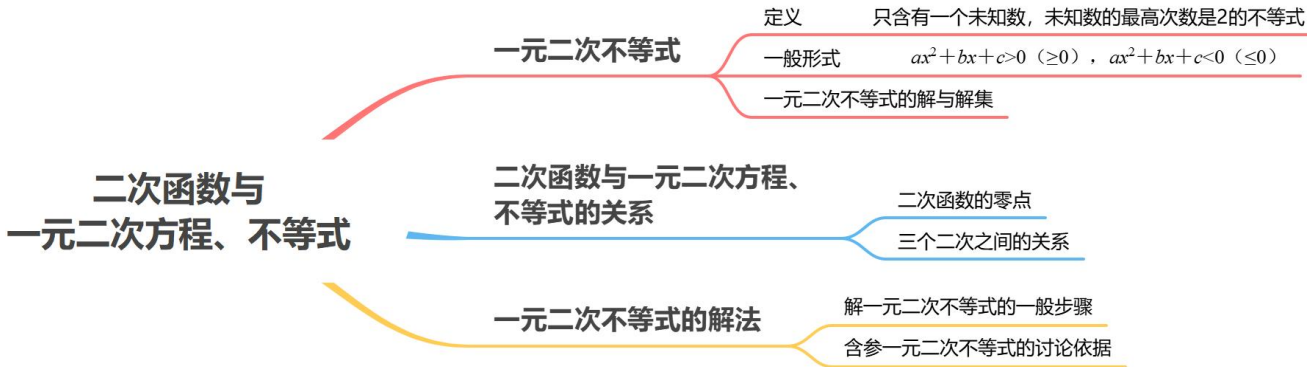 二次函数与
一元二次方程、不等式
一元二次不等式
定义 只含有一个未知数，未知数的最高次数是2的不等式
一般形式 ax²＋bx＋c>0（≥0），ax²＋bx＋c<0（≤0）
一元二次不等式的解与解集
二次函数与一元二次方程、
不等式的关系
二次函数的零点
三个二次之间的关系
一元二次不等式的解法
解一元二次不等式的一般步骤
含参一元二次不等式的讨论依据